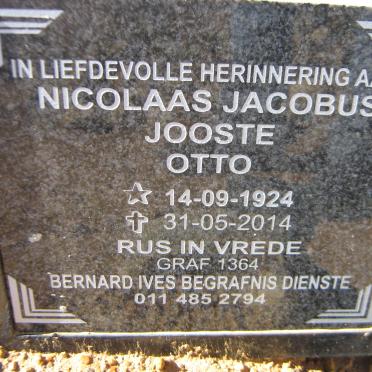 IN LIEFDEVOLLE HERINNERING AA
NICOLAAS JACOBUS
JOOSTE
OTTO
14-09-1924
31-05-2014
RUS IN VREDE
GRAF 1364
BERNARD IVES BEGRAFNIS DIENSTE
011 485 2794